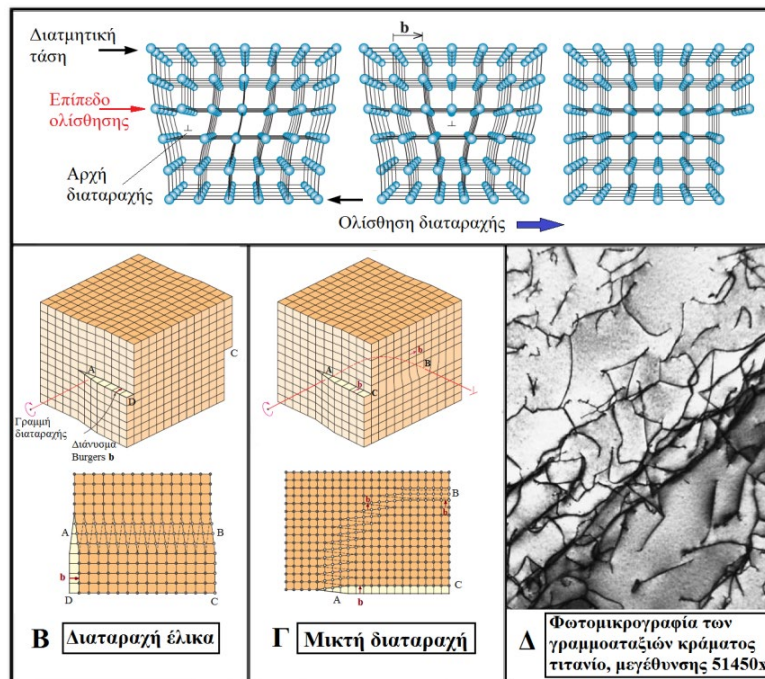 Διατμητική
τάση
b
Επίπεδο
ολίσθησης
⊥
⊥
Αρχή
διαταραχής
Ολίσθηση διαταραχής
A
C
D
Γραμμή
διαταραχής
Διάνυσμα
Burgers b
A
B
b
D
C
Β
Διαταραχή έλικα
b
A
B
b
C
b
B
b
b
C
A
b
Γ
Μικτή διαταραχή
Δ
Φωτομικρογραφία των
γραμμοαταξιών κράματος
τιτανίο, μεγέθυνσης 51450x